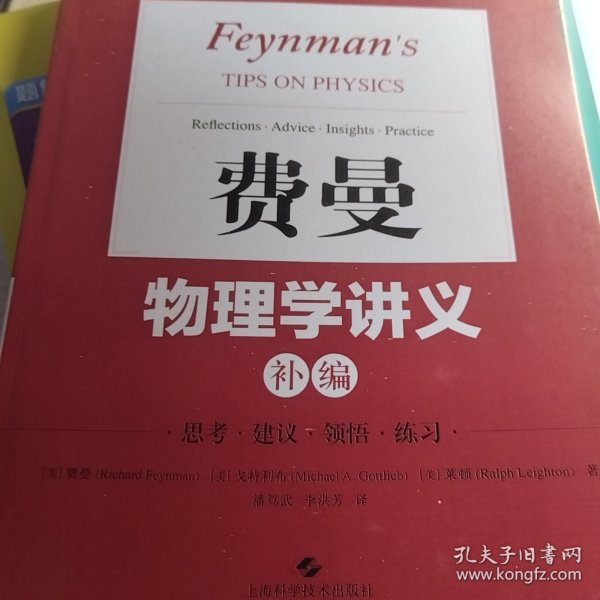 Feynman's
TIPS ON PHYSICS
Reflections · Advice · Insights · Practice
费曼
物理学讲义
补编
·思考·建议·领悟·练习·
[美] 费曼 (Richard Feynman) [美] 戈特利布 (Michael A. Gottlieb) [美] 莱顿 (Ralph Leighton) 著
潘笃武 李洪芳 译
上海科学技术出版社
孔夫子旧书网
www.kongfz.com